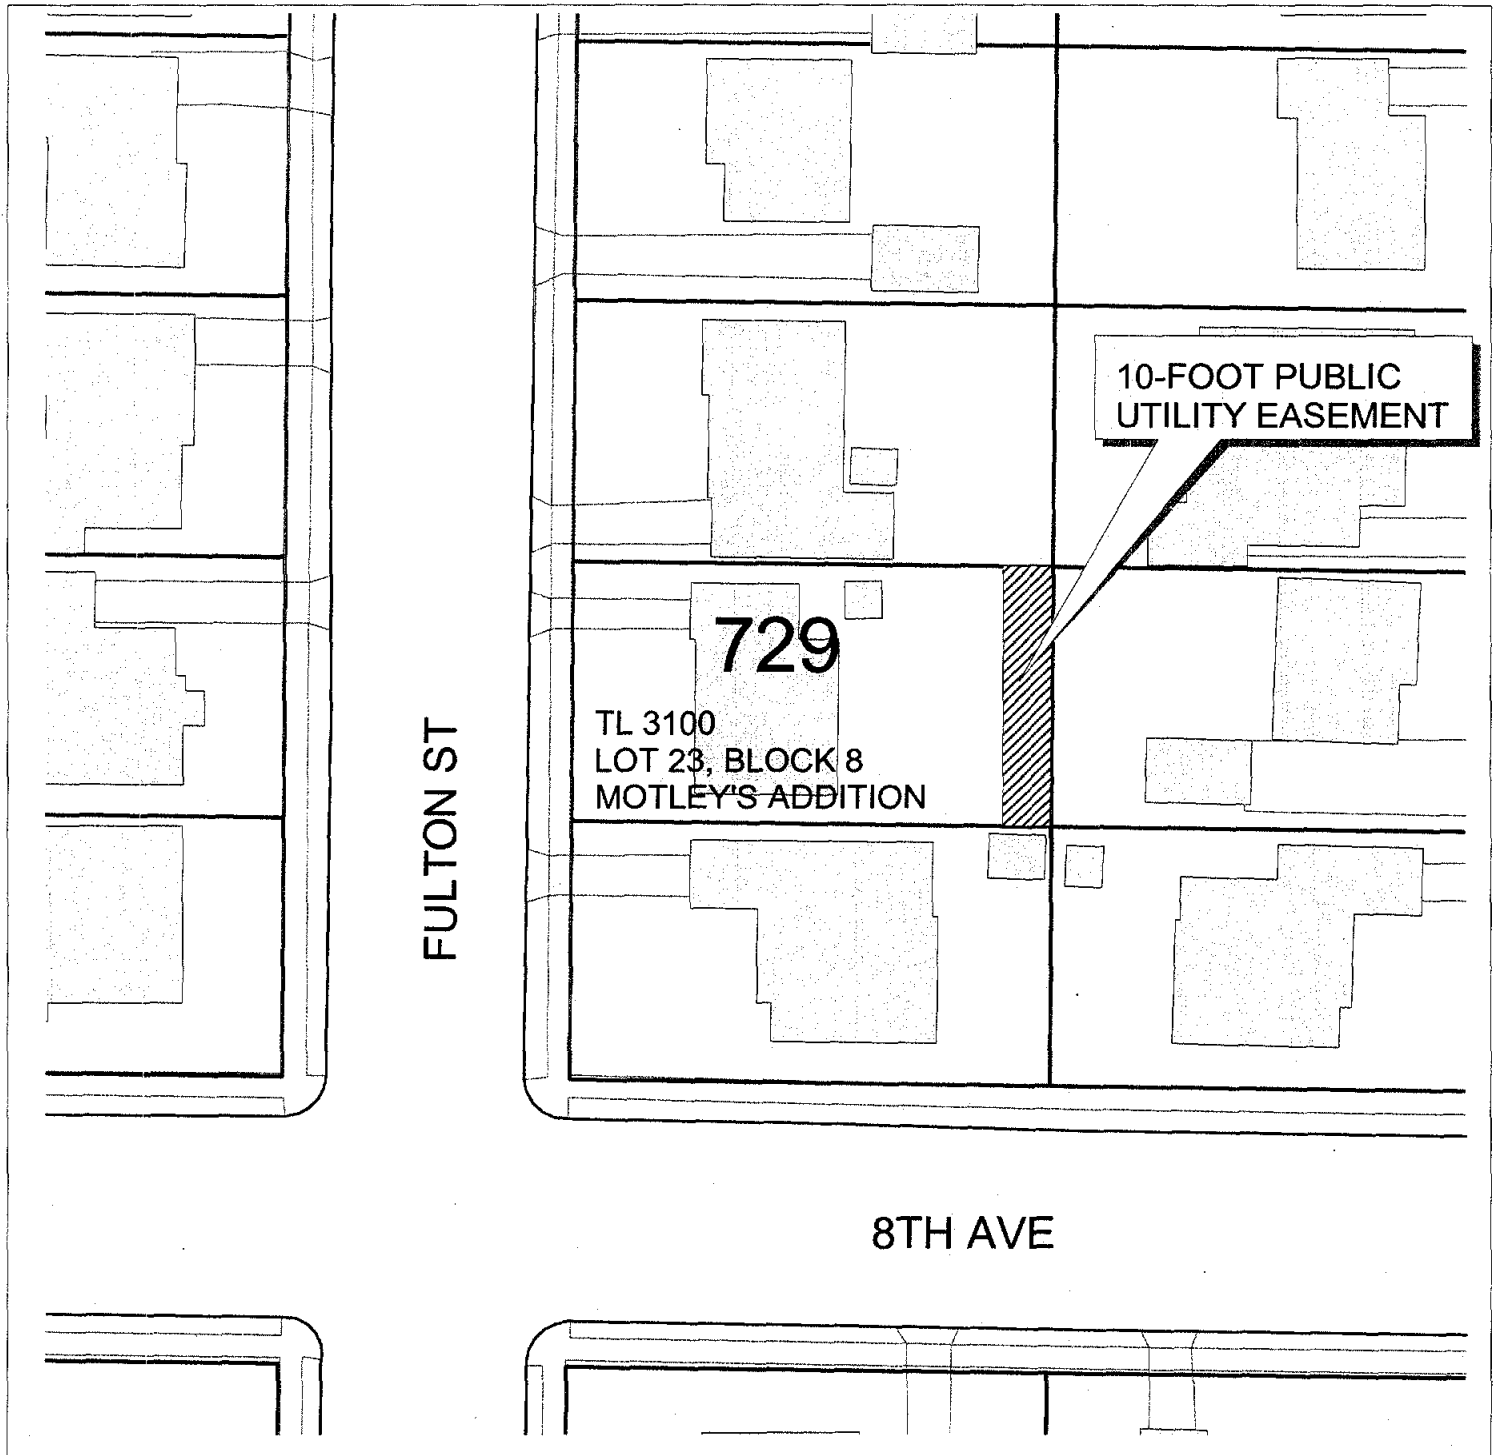 10-FOOT PUBLIC
UTILITY EASEMENT
729
TL 3100
LOT 23, BLOCK 8
MOTLEY'S ADDITION
FULTON ST
8TH AVE